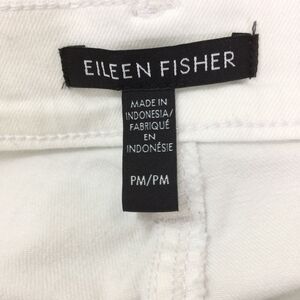 EILEEN FISHER
MADE IN
INDONESIA/
FABRIQUÉ
EN
INDONÉSIE
PM/PM